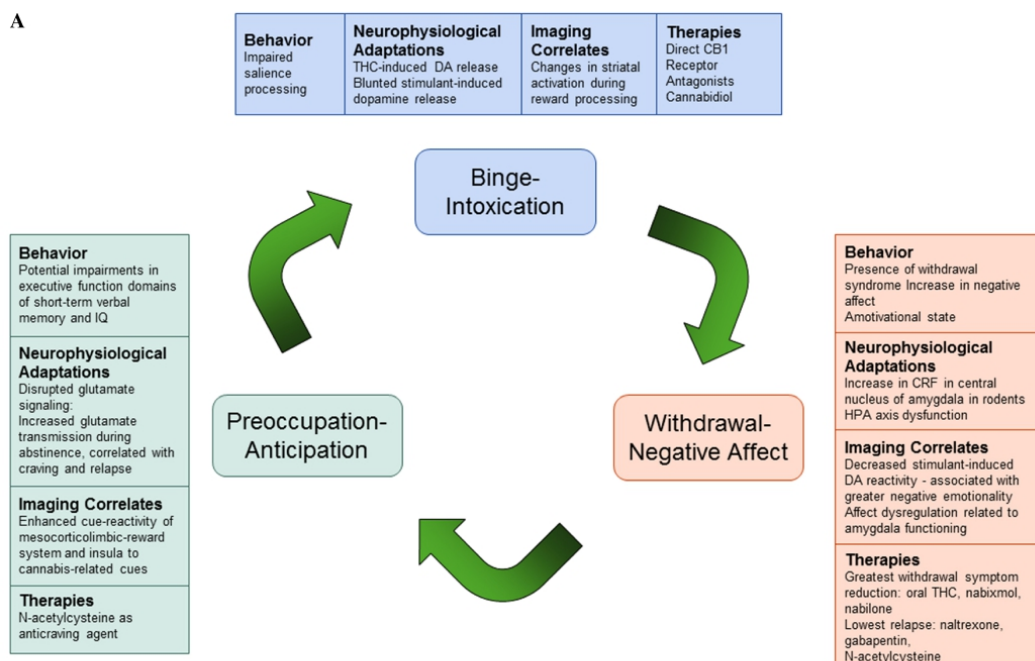 A
Behavior
Impaired
salience
processing
Neurophysiological
Adaptations
THC-induced DA release
Blunted stimulant-induced
dopamine release
Imaging
Correlates
Changes in striatal
activation during
reward processing
Therapies
Direct CB1
Receptor
Antagonists
Cannabidiol
Binge-
Intoxication
Behavior
Potential impairments in
executive function domains
of short-term verbal
memory and IQ
Neurophysiological
Adaptations
Disrupted glutamate
signaling:
Increased glutamate
transmission during
abstinence, correlated with
craving and relapse
Imaging Correlates
Enhanced cue-reactivity of
mesocorticolimbic-reward
system and insula to
cannabis-related cues
Therapies
N-acetylcysteine as
anticraving agent
Preoccupation-
Anticipation
Withdrawal-
Negative Affect
Behavior
Presence of withdrawal
syndrome Increase in negative
affect
Amotivational state
Neurophysiological
Adaptations
Increase in CRF in central
nucleus of amygdala in rodents
HPA axis dysfunction
Imaging Correlates
Decreased stimulant-induced
DA reactivity - associated with
greater negative emotionality
Affect dysregulation related to
amygdala functioning
Therapies
Greatest withdrawal symptom
reduction: oral THC, nabixmol,
nabilone
Lowest relapse: naltrexone,
gabapentin,
N-acetylcysteine